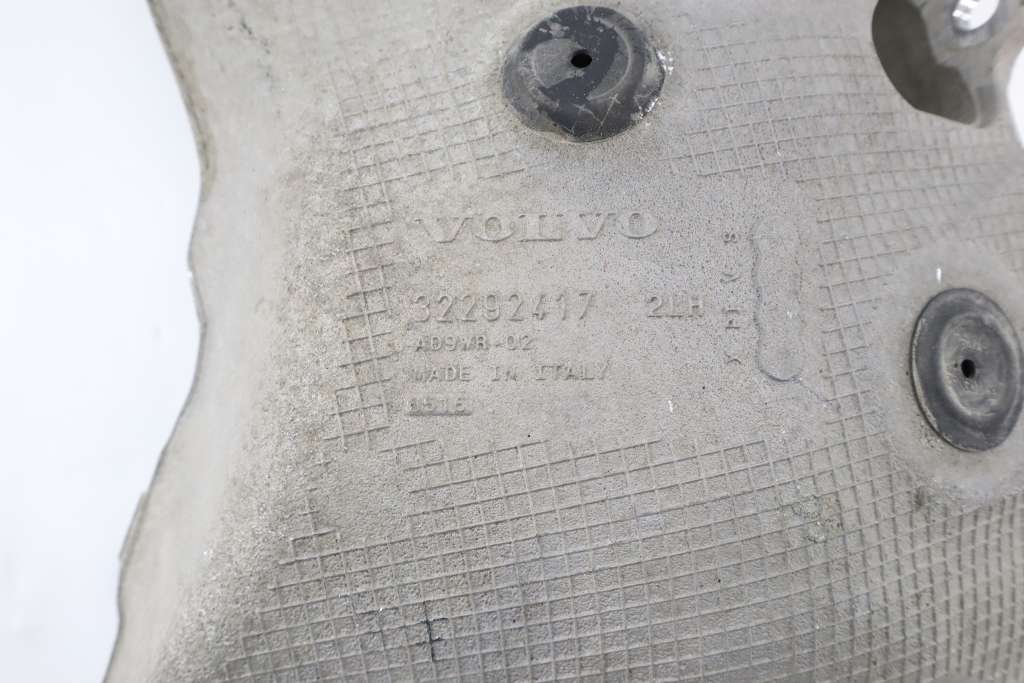 VOLVO
32292417 2LH
AD9WR-02
MADE IN ITALY